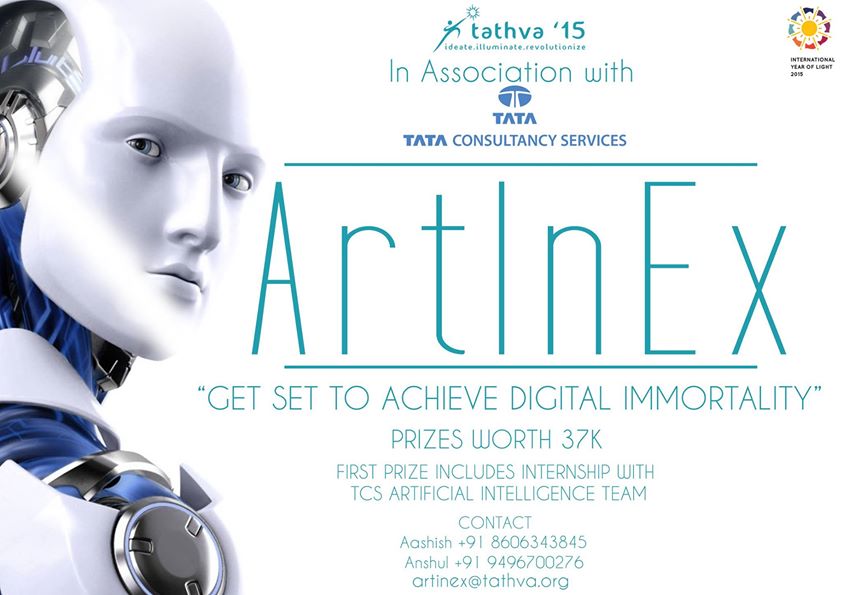 tathva '15
ideate.illuminate.revolutionize
In Association with
TATA
TATA CONSULTANCY SERVICES
INTERNATIONAL
YEAR OF LIGHT
2015
ArtInEx
“GET SET TO ACHIEVE DIGITAL IMMORTALITY”
PRIZES WORTH 37K
FIRST PRIZE INCLUDES INTERNSHIP WITH
TCS ARTIFICIAL INTELLIGENCE TEAM
CONTACT
Aashish +91 8606343845
Anshul +91 9496700276
artinex@tathva.org